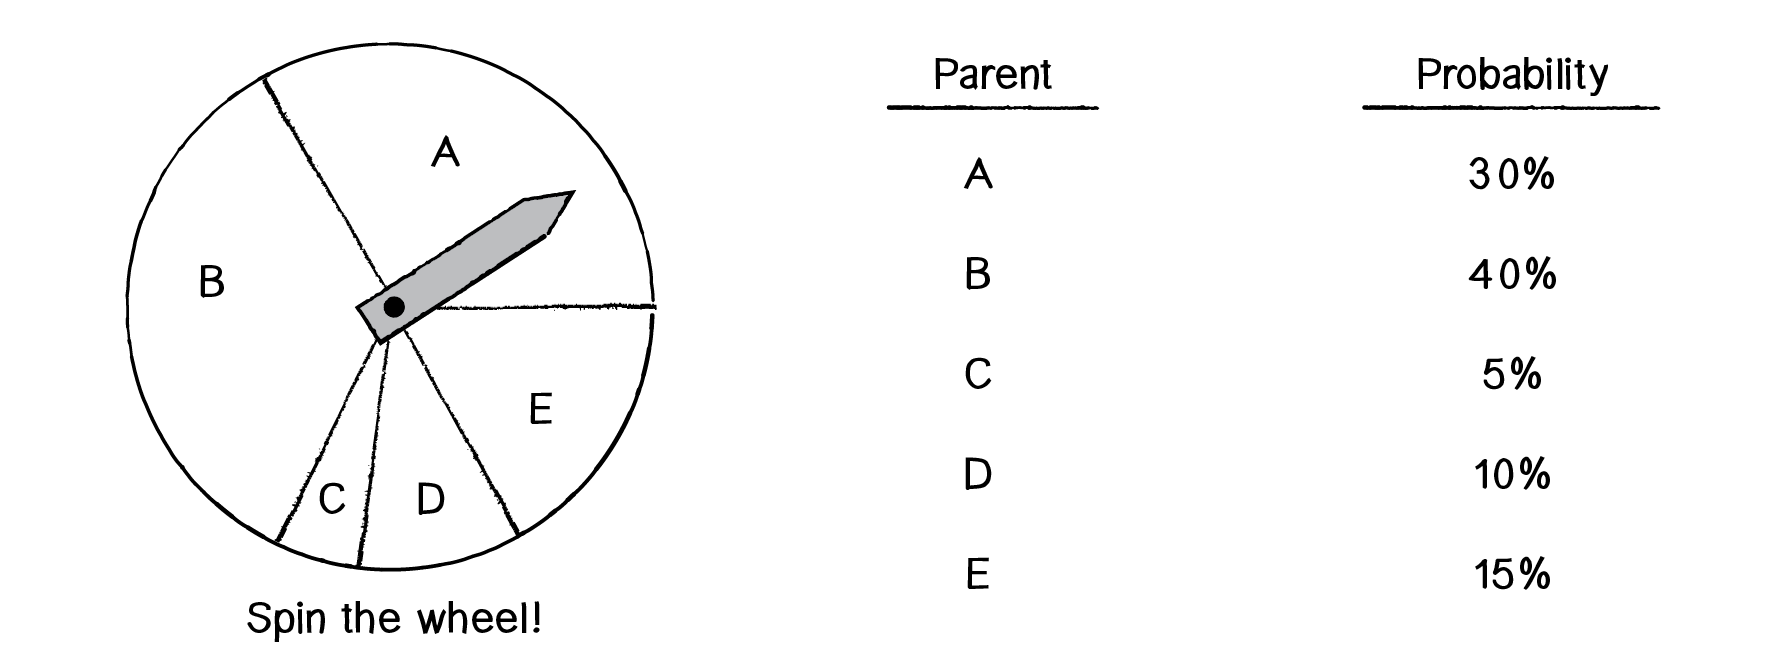 A
B
E
C
D
Spin the wheel!
Parent Probability
A 30%
B 40%
C 5%
D 10%
E 15%